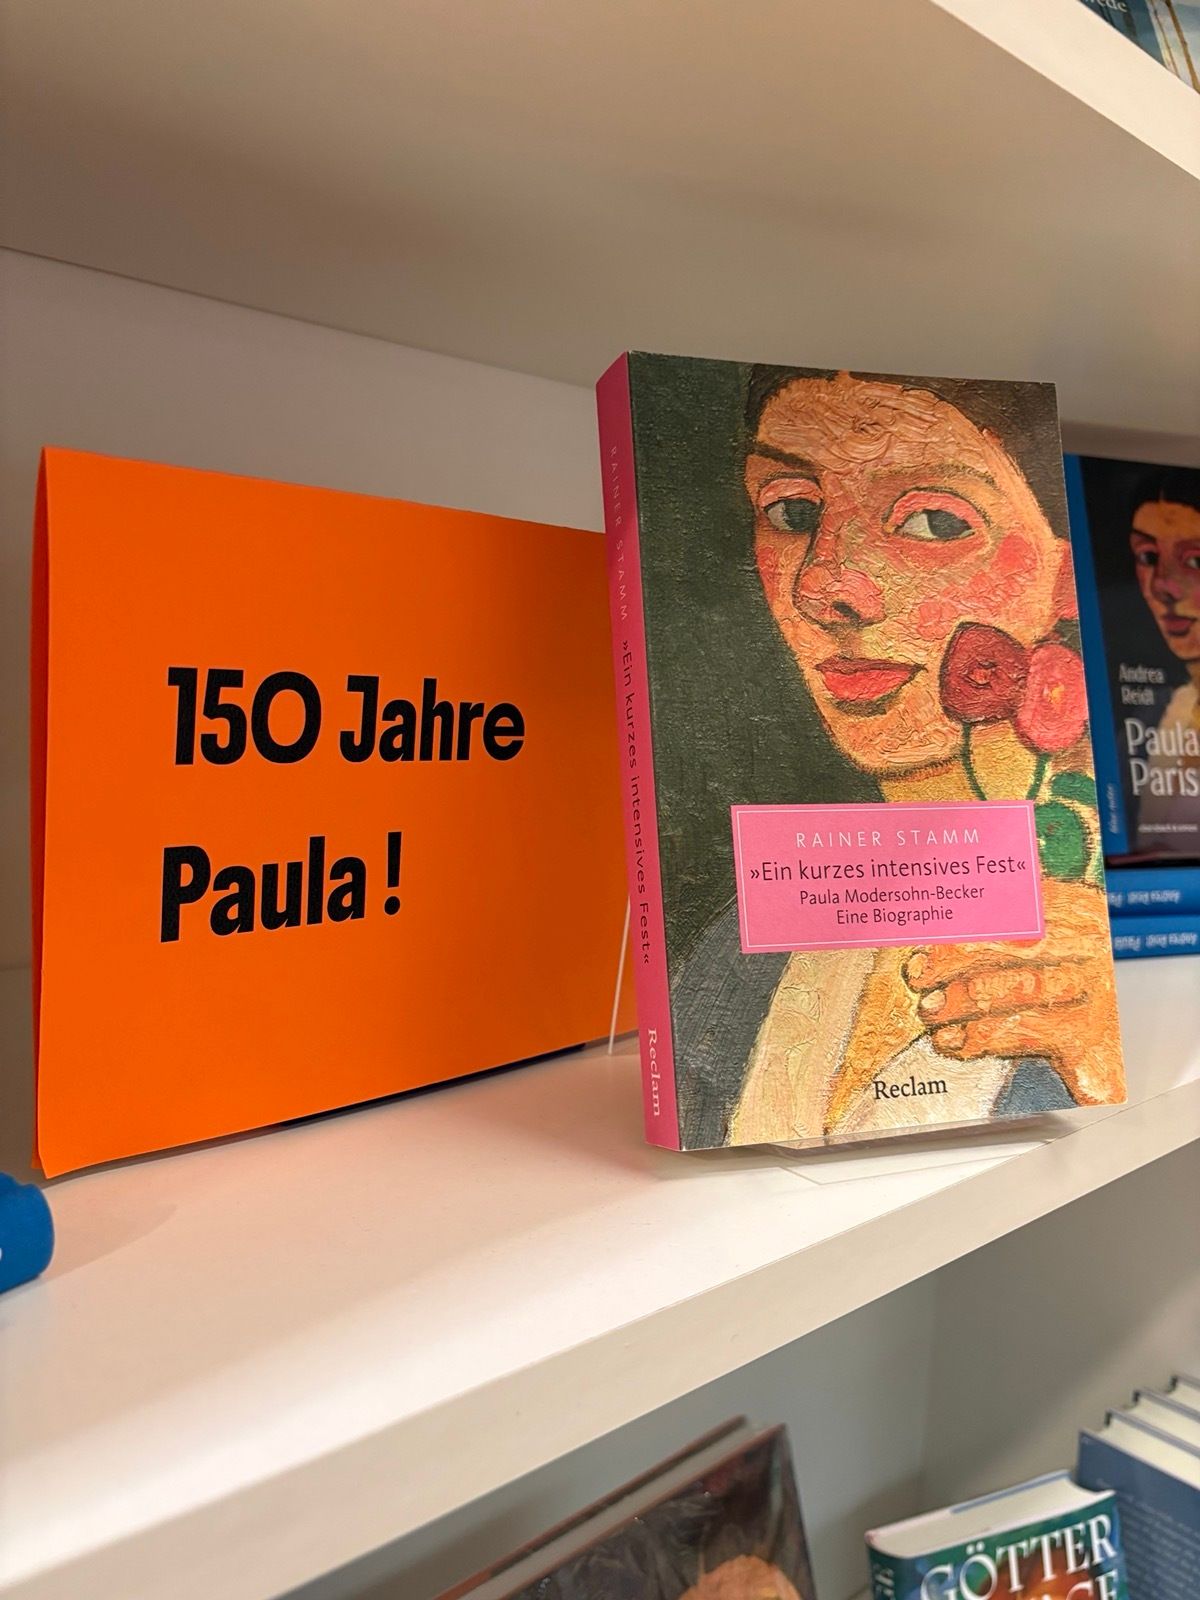 150 Jahre
Paula!
RAINER STAMM »Ein kurzes intensives Fest« Reclam
RAINER STAMM
»Ein kurzes intensives Fest«
Paula Modersohn-Becker
Eine Biographie
Reclam
Andrea
Reidt
Paula
Paris
GÖTTER